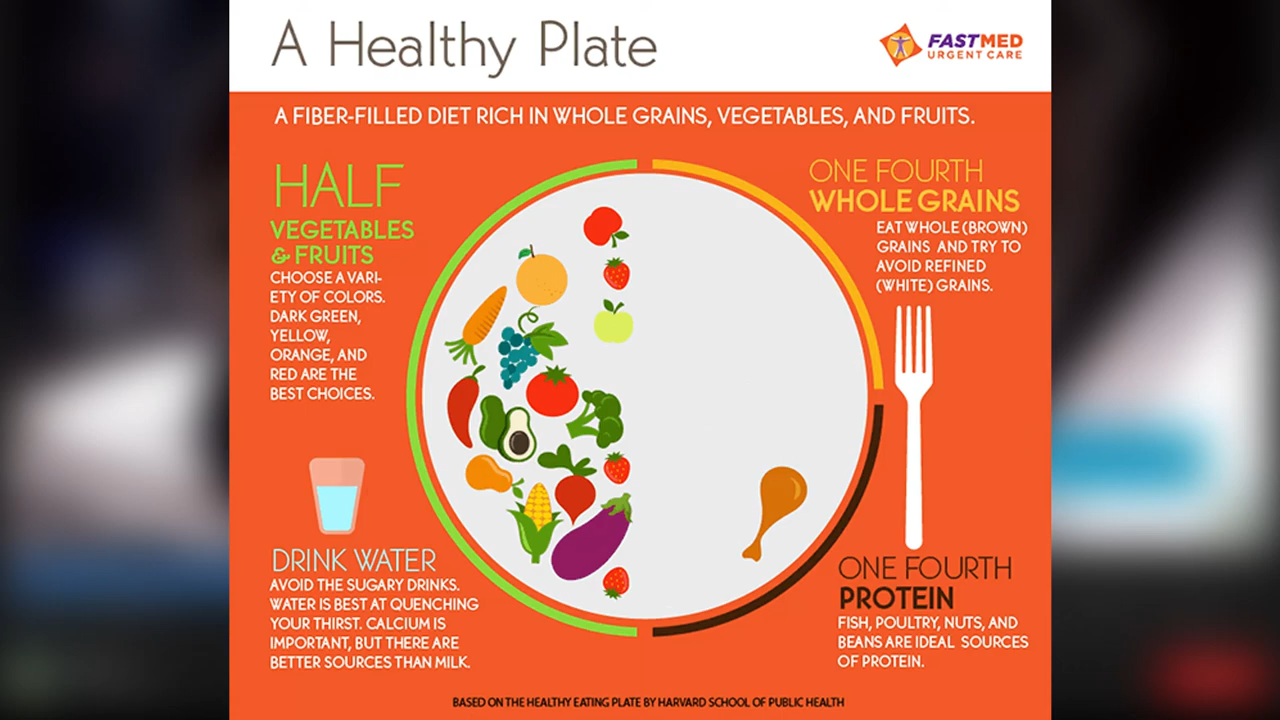 A Healthy Plate
FASTMED
URGENT CARE
A FIBER-FILLED DIET RICH IN WHOLE GRAINS, VEGETABLES, AND FRUITS.
HALF
VEGETABLES
& FRUITS
CHOOSE A VARI-
ETY OF COLORS.
DARK GREEN,
YELLOW,
ORANGE, AND
RED ARE THE
BEST CHOICES.
ONE FOURTH
WHOLE GRAINS
EAT WHOLE (BROWN)
GRAINS AND TRY TO
AVOID REFINED
(WHITE) GRAINS.
DRINK WATER
AVOID THE SUGARY DRINKS.
WATER IS BEST AT QUENCHING
YOUR THIRST. CALCIUM IS
IMPORTANT, BUT THERE ARE
BETTER SOURCES THAN MILK.
ONE FOURTH
PROTEIN
FISH, POULTRY, NUTS, AND
BEANS ARE IDEAL SOURCES
OF PROTEIN.
BASED ON THE HEALTHY EATING PLATE BY HARVARD SCHOOL OF PUBLIC HEALTH